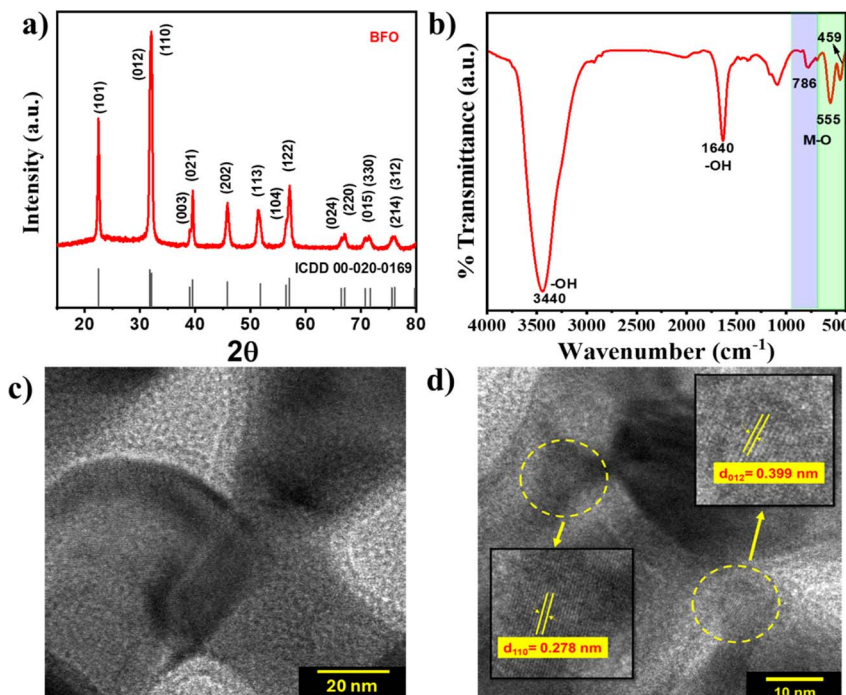 a)
BFO
(101)
(012)
(110)
(003)
(021)
(202)
(113)
(104)
(122)
(024)
(220)
(015)
(330)
(214)
(312)
ICDD 00-020-0169
Intensity (a.u.)
20 30 40 50 60 70 80
2θ
b)
459
786
555
M-O
1640
-OH
-OH
3440
% Transmittance (a.u.)
4000 3500 3000 2500 2000 1500 1000 500
Wavenumber (cm⁻¹)
c)
20 nm
d)
d₀₁₂= 0.399 nm
d₁₁₀= 0.278 nm
10 nm